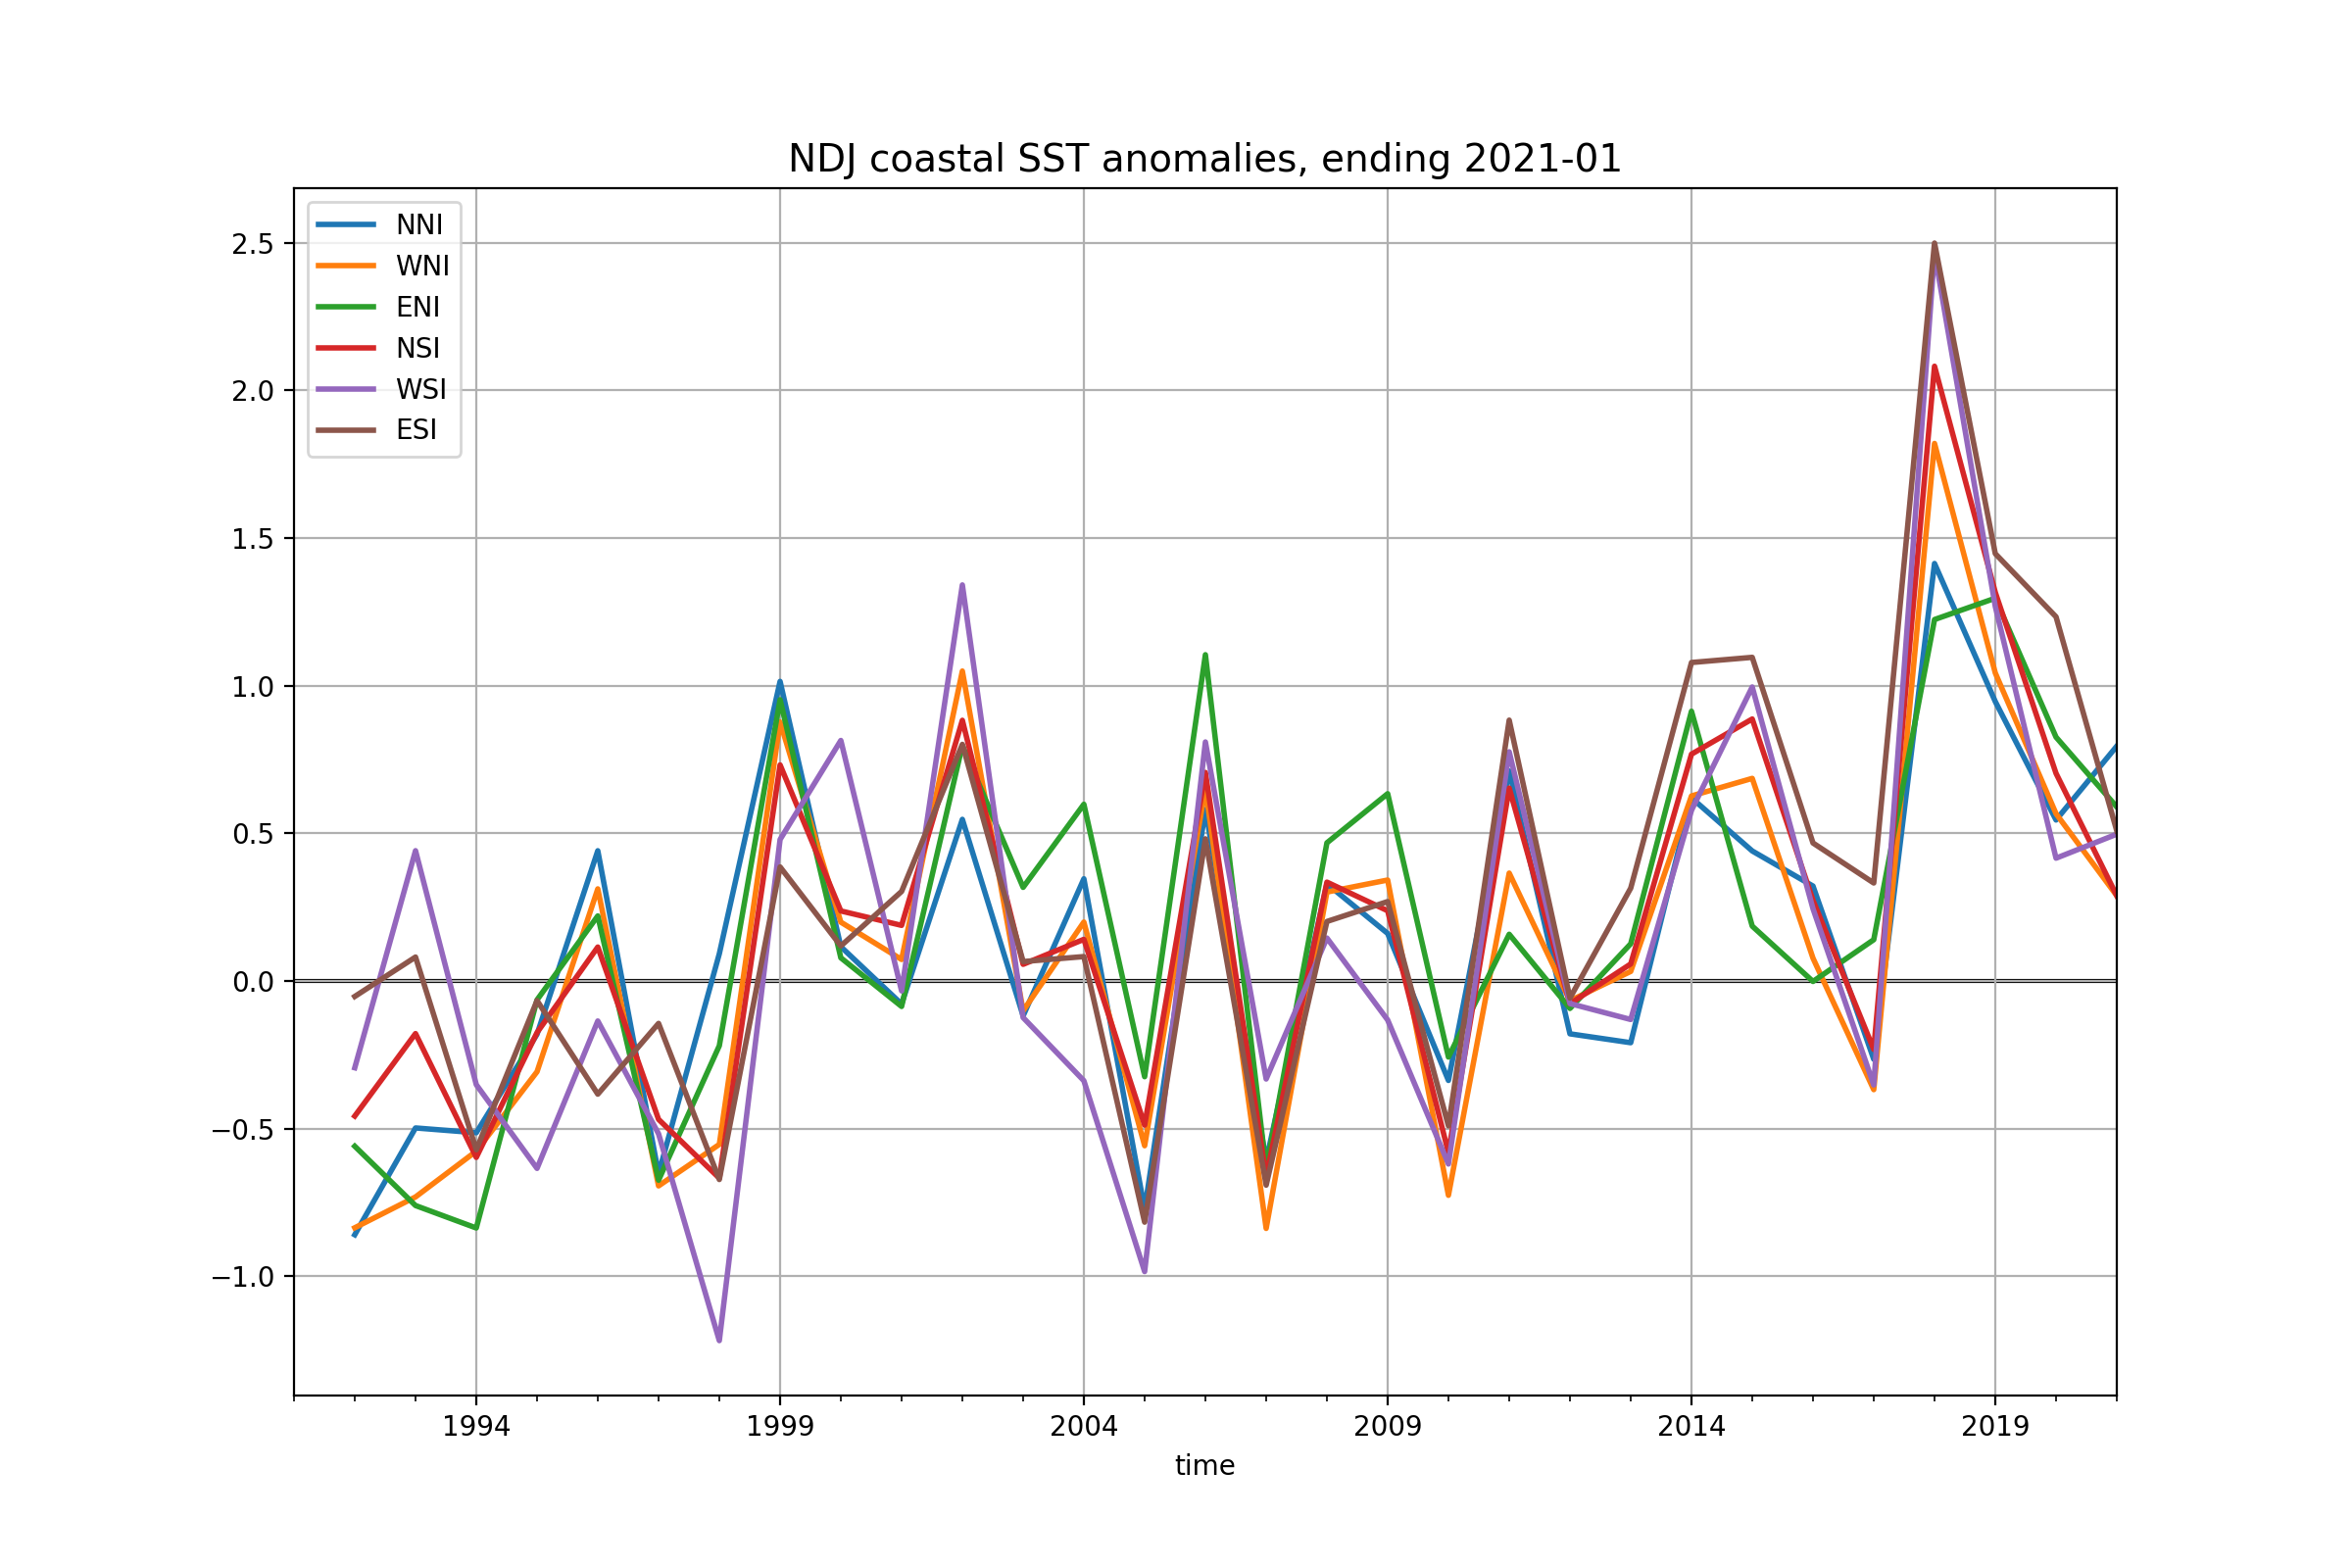 NDJ coastal SST anomalies, ending 2021-01
NNI
WNI
ENI
NSI
WSI
ESI
2.5
2.0
1.5
1.0
0.5
0.0
−0.5
−1.0
1994 1999 2004 2009 2014 2019
time